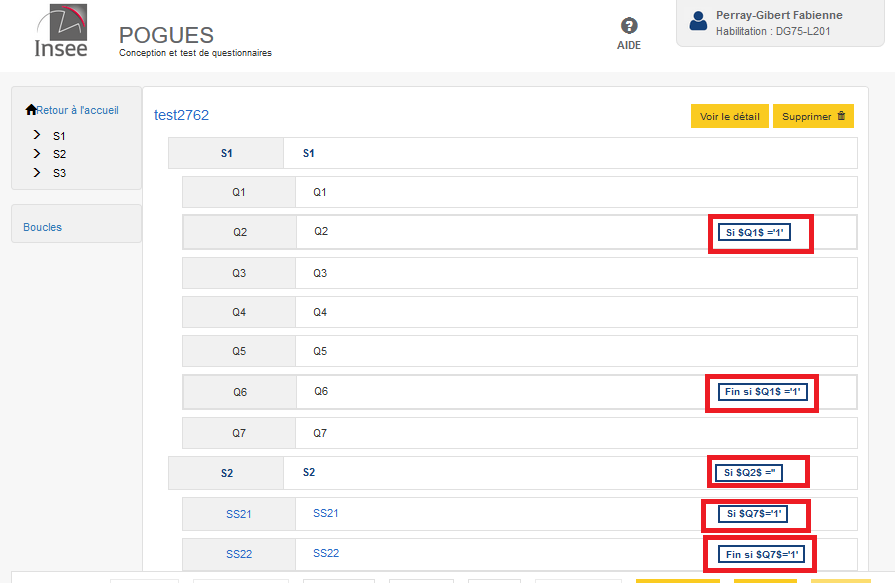 Insee
POGUES
Conception et test de questionnaires
?
AIDE
Perray-Gibert Fabienne
Habilitation : DG75-L201
Retour à l'accueil
S1
S2
S3
Boucles
test2762
Voir le détail
Supprimer
S1 S1
Q1 Q1
Q2 Q2 Si $Q1$ ='1'
Q3 Q3
Q4 Q4
Q5 Q5
Q6 Q6 Fin si $Q1$ ='1'
Q7 Q7
S2 S2 Si $Q2$ =''
SS21 SS21 Si $Q7$='1'
SS22 SS22 Fin si $Q7$='1'